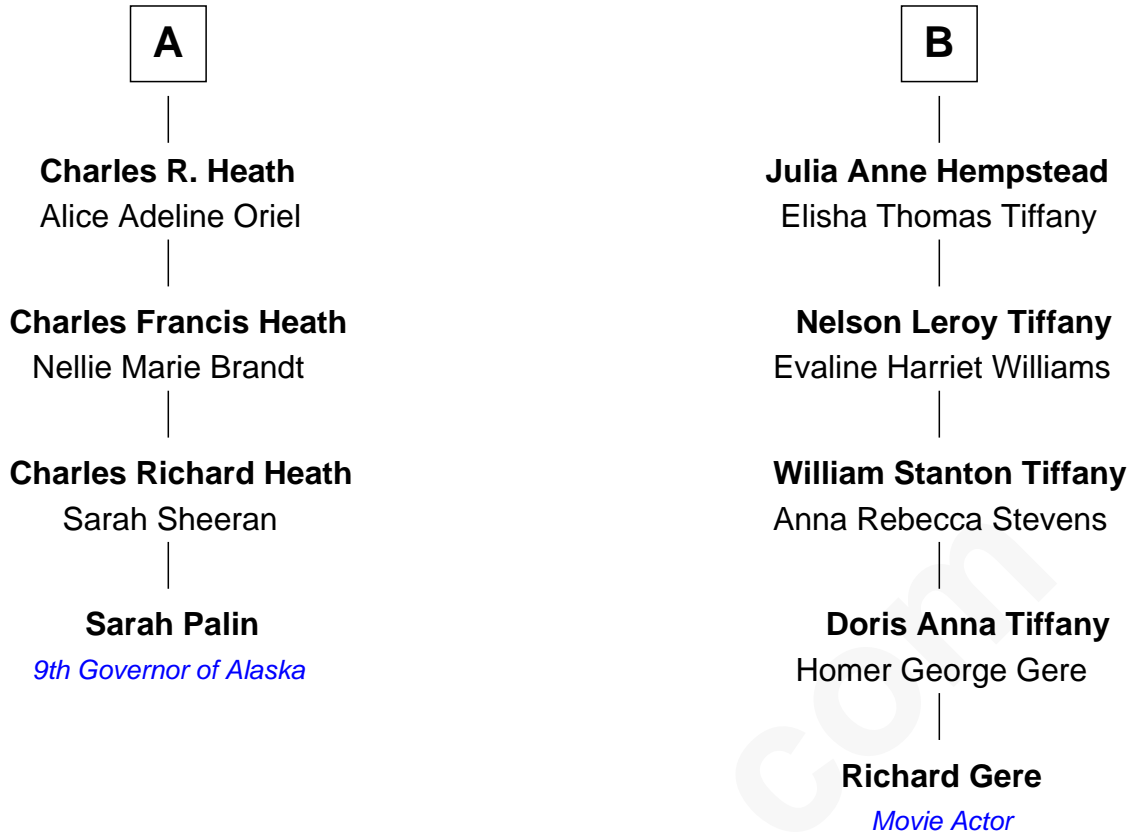 A
Charles R. Heath
Alice Adeline Oriel
Charles Francis Heath
Nellie Marie Brandt
Charles Richard Heath
Sarah Sheeran
Sarah Palin
9th Governor of Alaska
B
Julia Anne Hempstead
Elisha Thomas Tiffany
Nelson Leroy Tiffany
Evaline Harriet Williams
William Stanton Tiffany
Anna Rebecca Stevens
Doris Anna Tiffany
Homer George Gere
Richard Gere
Movie Actor
com